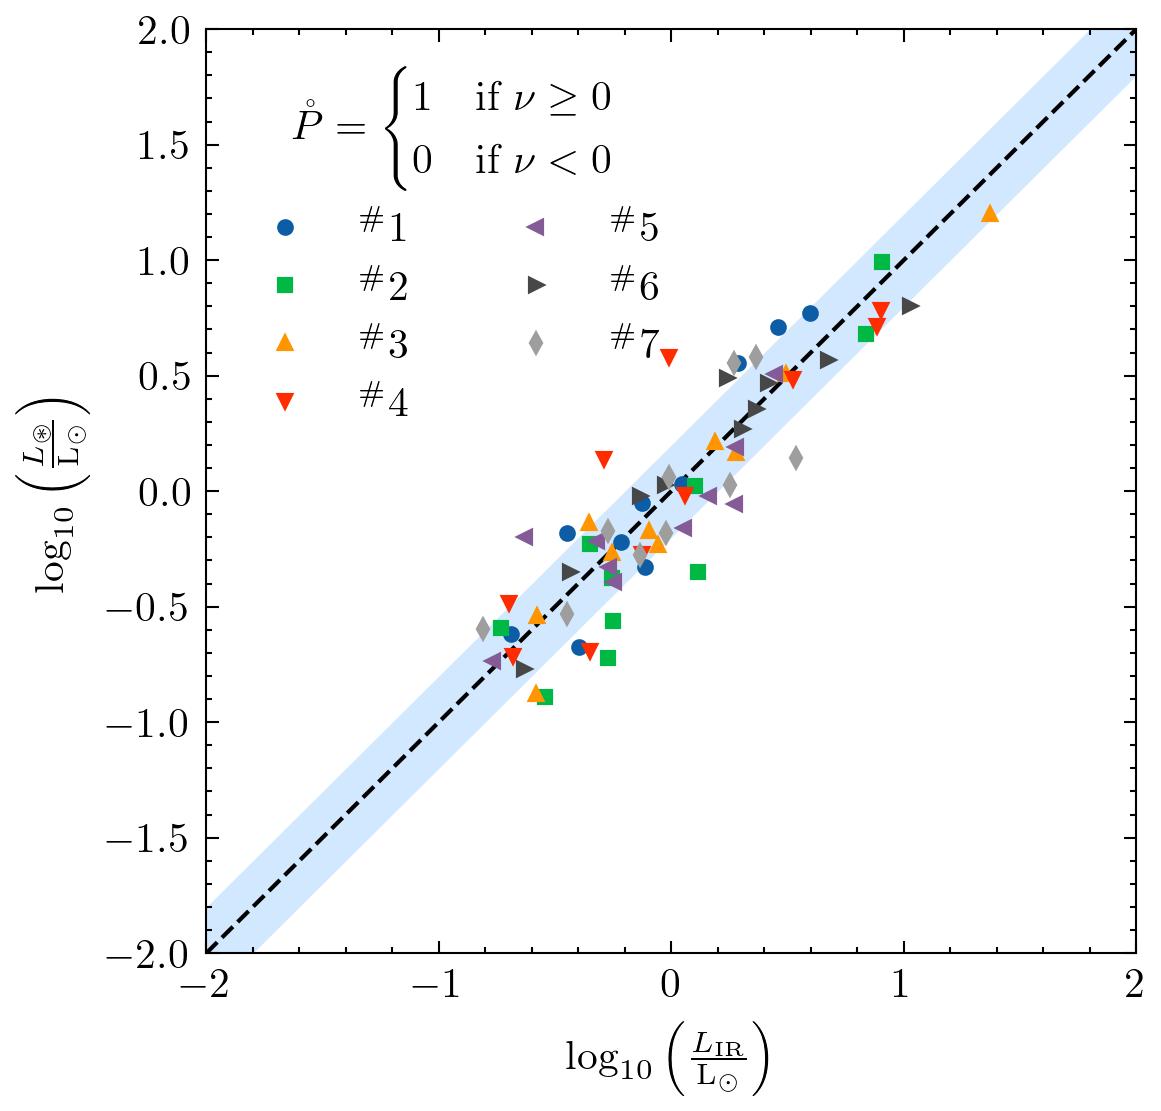 2.0
1.5
1.0
0.5
0.0
−0.5
−1.0
−1.5
−2.0
log₁₀ (L⊛/L⊙)
P̊ = { 1 if ν ≥ 0
0 if ν < 0
#1 #5
#2 #6
#3 #7
#4
−2 −1 0 1 2
log₁₀ (L_IR/L⊙)